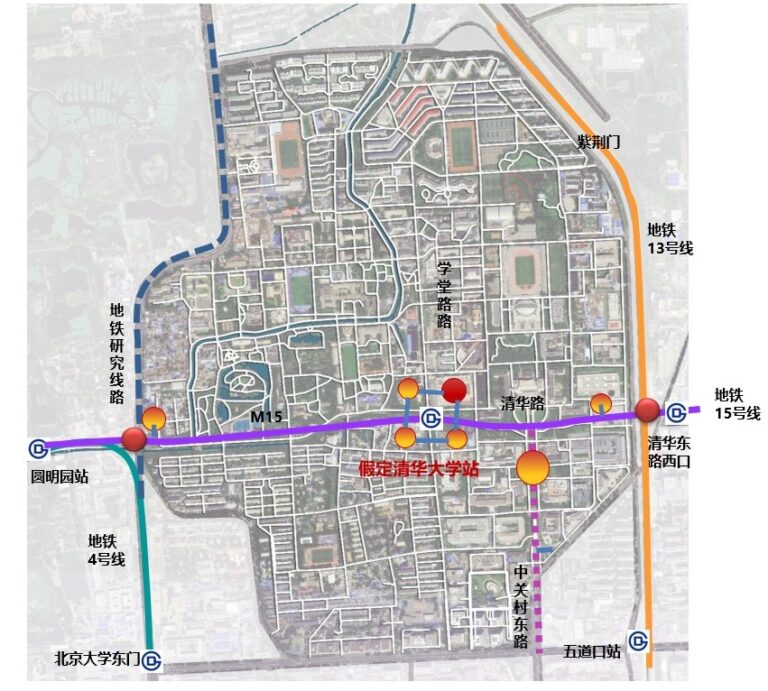 紫荆门
地铁
13号线
学堂路路
地铁研究线路
地铁
15号线
清华路
M15
清华东
路西口
假定清华大学站
圆明园站
地铁
4号线
中关村东路
五道口站
北京大学东门